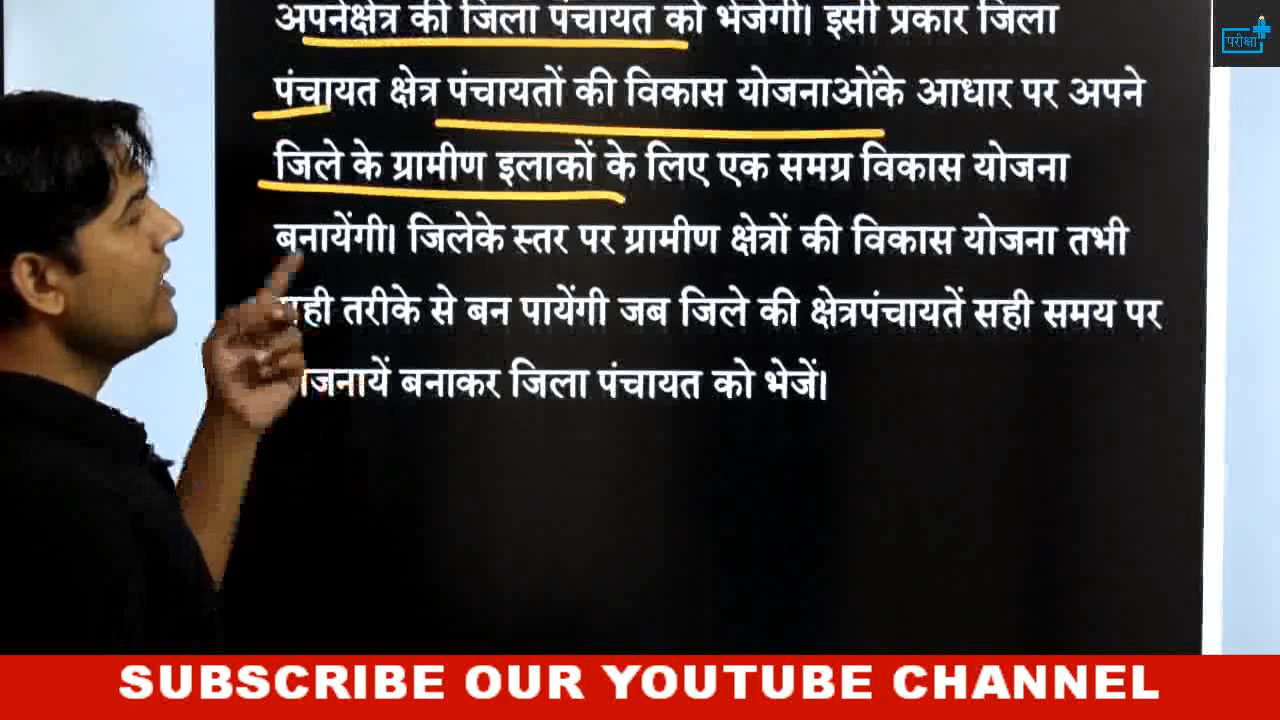 अपनेक्षेत्र की जिला पंचायत को भेजेगी। इसी प्रकार जिला
पंचायत क्षेत्र पंचायतों की विकास योजनाओंके आधार पर अपने
जिले के ग्रामीण इलाकों के लिए एक समग्र विकास योजना
बनायेंगी। जिलेके स्तर पर ग्रामीण क्षेत्रों की विकास योजना तभी
तरीके से बन पायेंगी जब जिले की क्षेत्रपंचायतें सही समय पर
बनाकर जिला पंचायत को भेजें।
परीक्षा
SUBSCRIBE OUR YOUTUBE CHANNEL